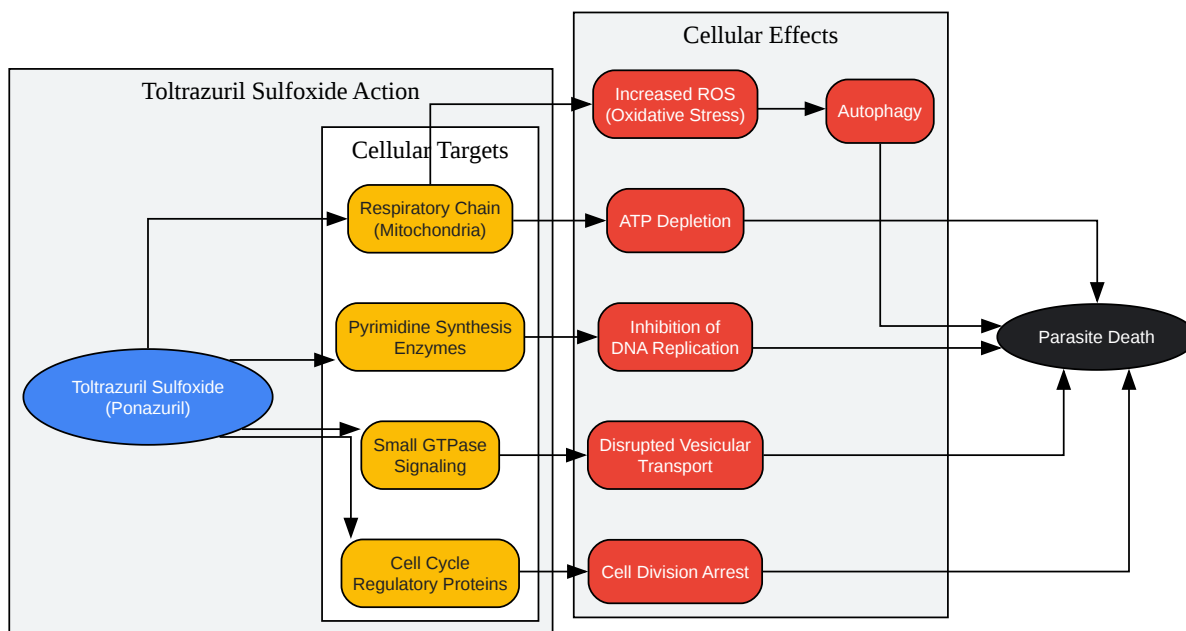 Cellular Effects
Toltrazuril Sulfoxide Action
Increased ROS
(Oxidative Stress)
Autophagy
Cellular Targets
Respiratory Chain
(Mitochondria)
ATP Depletion
Pyrimidine Synthesis
Enzymes
Inhibition of
DNA Replication
Parasite Death
Toltrazuril Sulfoxide
(Ponazuril)
Small GTPase
Signaling
Disrupted Vesicular
Transport
Cell Cycle
Regulatory Proteins
Cell Division Arrest